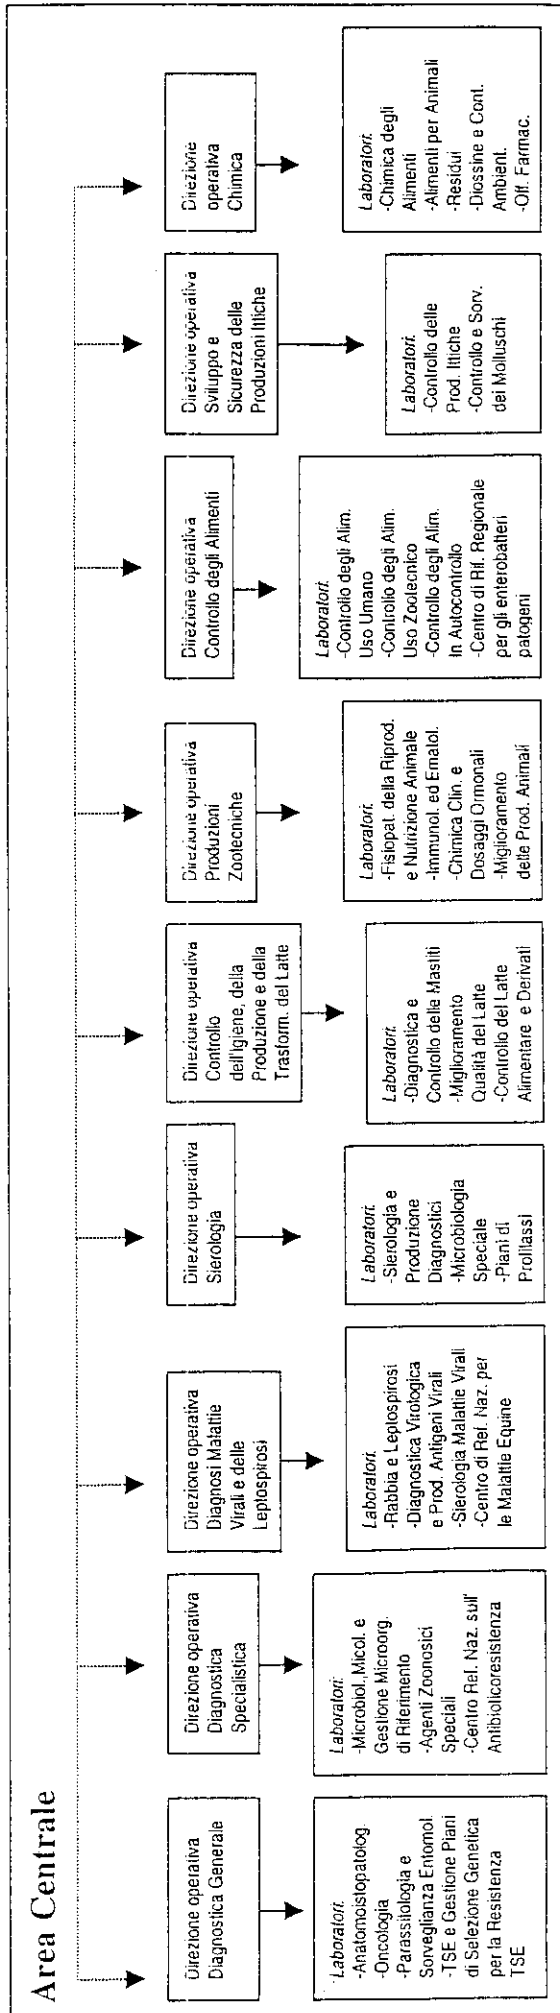 Area Centrale
Direzione operativa
Diagnostica Generale
Laboratori:
-Anatomoistopatolog.
-Oncologia
-Parassitologia e
Sorveglianza Entomol.
-TSE e Gestione Piani
di Selezione Genetica
per la Resistenza
TSE
Direzione operativa
Diagnostica
Specialistica
Laboratori:
-Microbiol.,Micol. e
Gestione Microorg.
di Riferimento
-Agenti Zoonosici
Speciali
-Centro Ref. Naz. sull'
Antibioticoresistenza
Direzione operativa
Diagnosi Malattie
Virali e delle
Leptospirosi
Laboratori:
-Rabbia e Leptospirosi
-Diagnostica Virologica
e Prod. Antigeni Virali
-Sierologia Malattie Virali
-Centro di Ref. Naz. per
le Malattie Equine
Direzione operativa
Sierologia
Laboratori:
-Sierologia e
Produzione
Diagnostici
-Microbiologia
Speciale
-Piani di
Profilassi
Direzione operativa
Controllo
dell'Igiene, della
Produzione e della
Trasform. del Latte
Laboratori:
-Diagnostica e
Controllo delle Mastiti
-Miglioramento
Qualità del Latte
-Controllo del Latte
Alimentare e Derivati
Direzione operativa
Produzioni
Zootecniche
Laboratori:
-Fisiopat. della Riprod.
e Nutrizione Animale
-Immunol. ed Ematol.
-Chimica Clin. e
Dosaggi Ormonali
-Miglioramento
delle Prod. Animali
Direzione operativa
Controllo degli Alimenti
Laboratori:
-Controllo degli Alim.
Uso Umano
-Controllo degli Alim.
Uso Zootecnico
-Controllo degli Alim.
In Autocontrollo
-Centro di Rif. Regionale
per gli enterobatteri
patogeni
Direzione operativa
Sviluppo e
Sicurezza delle
Produzioni Ittiche
Laboratori:
-Controllo delle
Prod. Ittiche
-Controllo e Sorv.
dei Molluschi
Direzione
operativa
Chimica
Laboratori:
-Chimica degli
Alimenti
-Alimenti per Animali
-Residui
-Diossine e Cont.
Ambient.
-Off. Farmac.